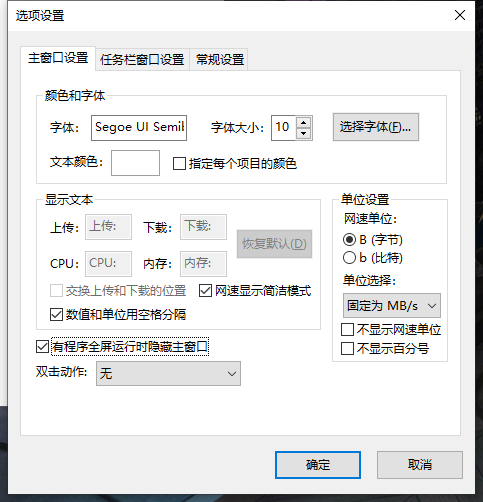 选项设置
主窗口设置 任务栏窗口设置 常规设置
颜色和字体
字体: Segoe UI Semil 字体大小: 10 选择字体(F)...
文本颜色: 指定每个项目的颜色
显示文本
上传: 上传: 下载: 下载:
CPU: CPU: 内存: 内存:
恢复默认(D)
交换上传和下载的位置 网速显示简洁模式
数值和单位用空格分隔
单位设置
网速单位:
B (字节)
b (比特)
单位选择:
固定为 MB/s
不显示网速单位
不显示百分号
有程序全屏运行时隐藏主窗口
双击动作: 无
确定 取消